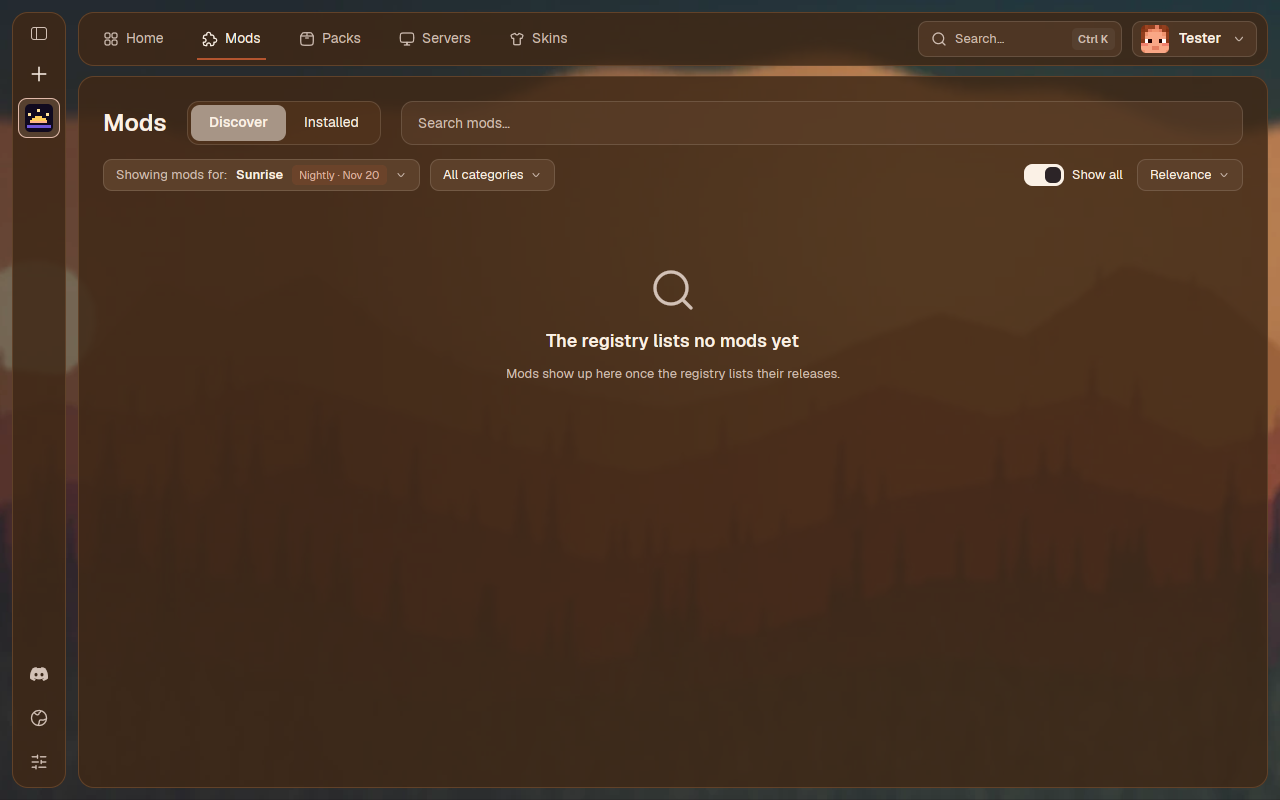 Home
Mods
Packs
Servers
Skins
Search...
Ctrl K
Tester
Mods
Discover
Installed
Search mods...
Showing mods for: Sunrise Nightly · Nov 20
All categories
Show all
Relevance
The registry lists no mods yet
Mods show up here once the registry lists their releases.